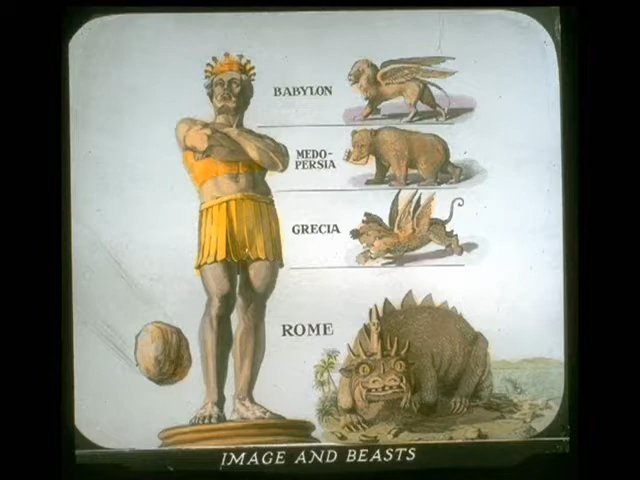 BABYLON
MEDO-
PERSIA
GRECIA
ROME
IMAGE AND BEASTS